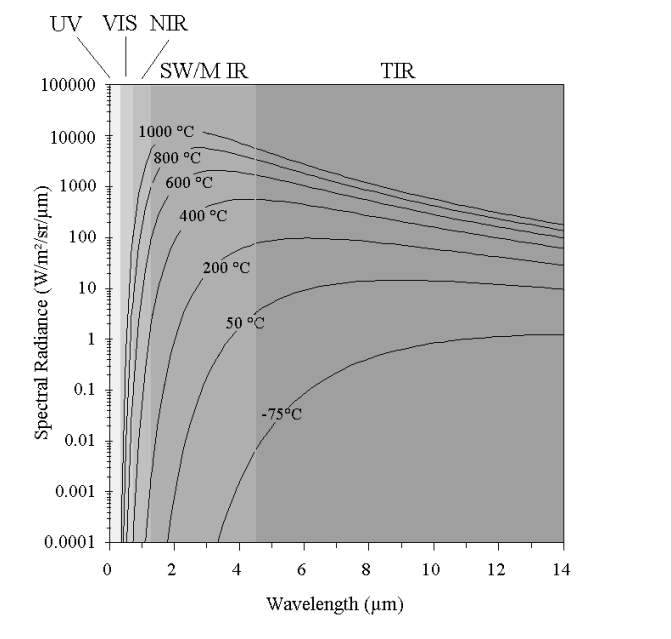 UV VIS NIR
SW/M IR TIR
100000
10000
1000
100
10
1
0.1
0.01
0.001
0.0001
Spectral Radiance (W/m²/sr/µm)
1000 °C
800 °C
600 °C
400 °C
200 °C
50 °C
-75°C
0 2 4 6 8 10 12 14
Wavelength (µm)